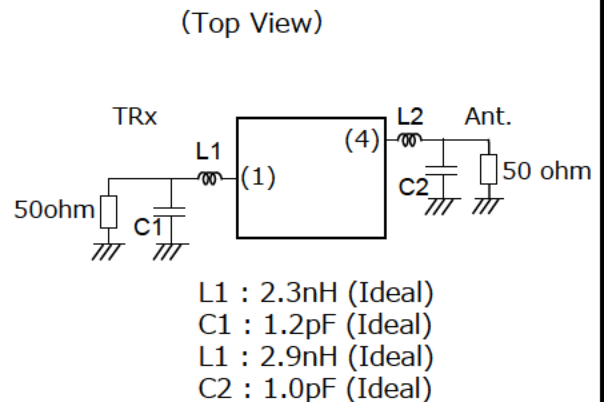 (Top View)
TRx
L2
Ant.
L1
(4)
(1)
50ohm
C1
C2
50 ohm
L1 : 2.3nH (Ideal)
C1 : 1.2pF (Ideal)
L1 : 2.9nH (Ideal)
C2 : 1.0pF (Ideal)